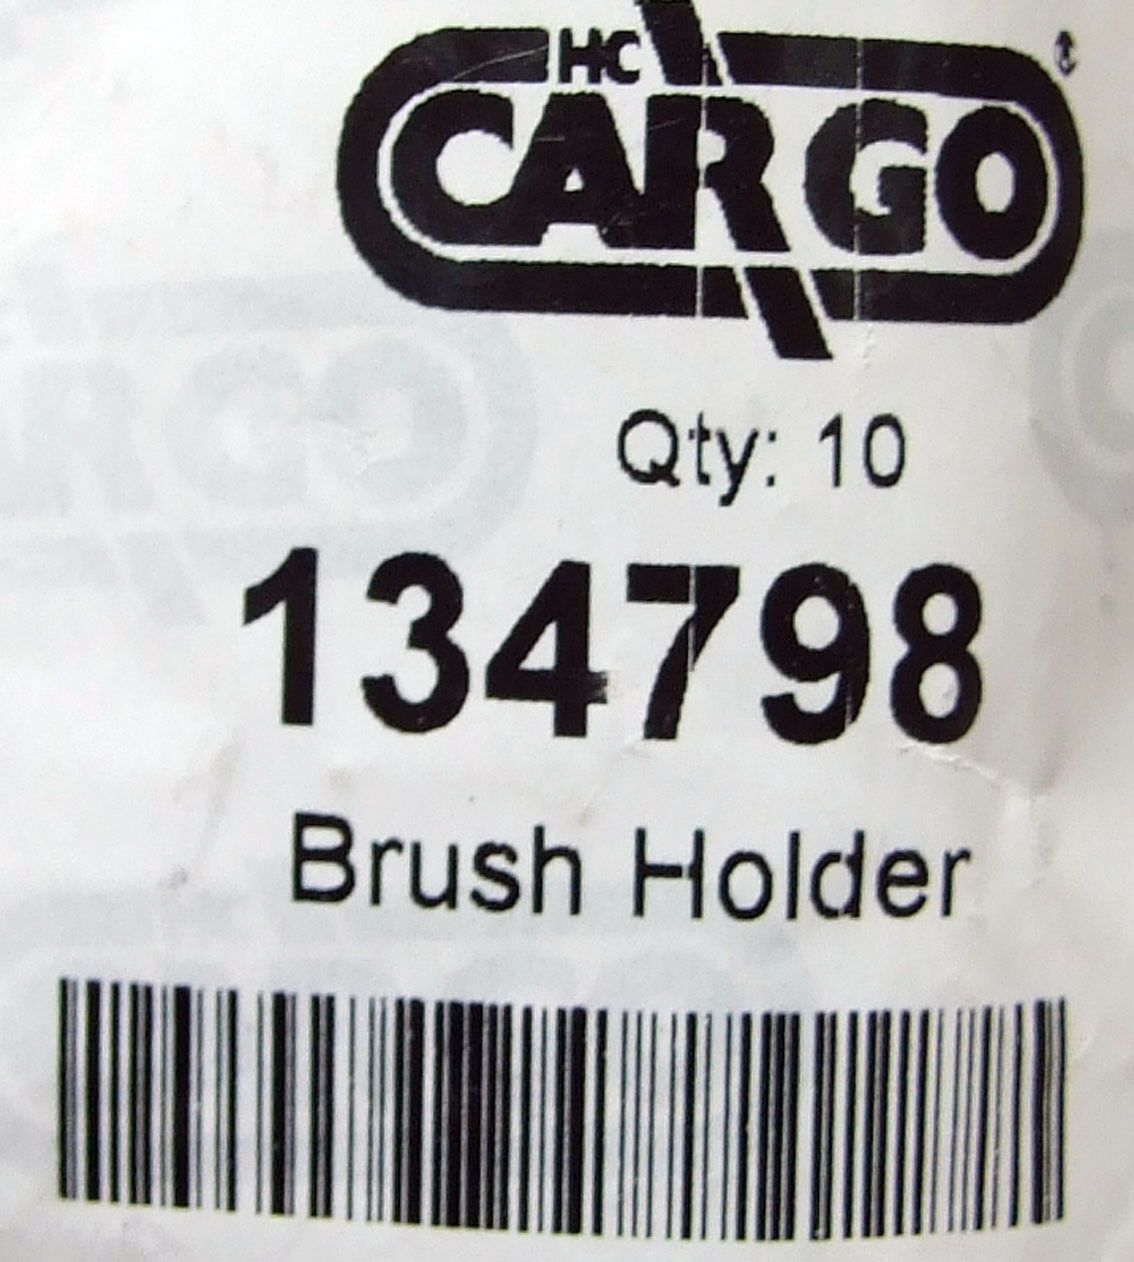 HC
CARGO
Qty: 10
134798
Brush Holder